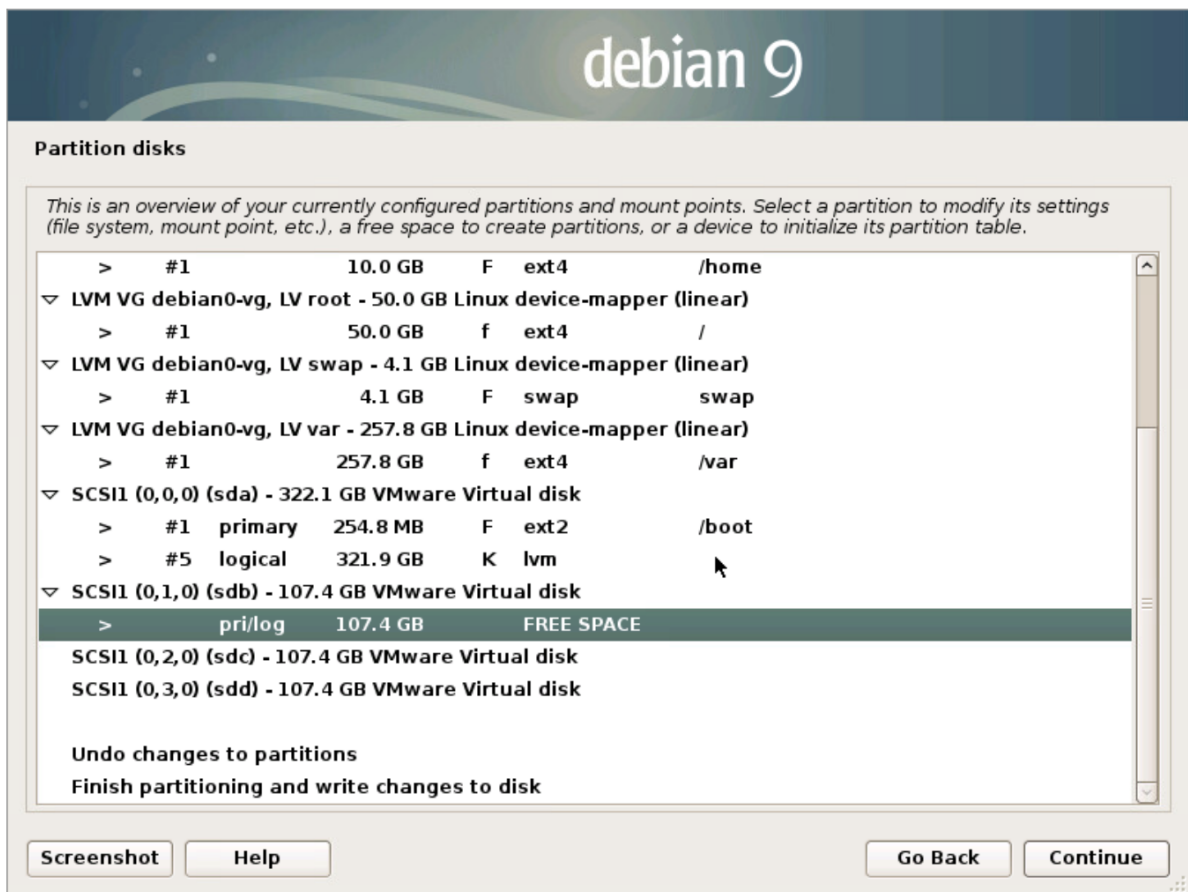 debian 9
Partition disks
This is an overview of your currently configured partitions and mount points. Select a partition to modify its settings
(file system, mount point, etc.), a free space to create partitions, or a device to initialize its partition table.
> #1 10.0 GB F ext4 /home
LVM VG debian0-vg, LV root - 50.0 GB Linux device-mapper (linear)
> #1 50.0 GB f ext4 /
LVM VG debian0-vg, LV swap - 4.1 GB Linux device-mapper (linear)
> #1 4.1 GB F swap swap
LVM VG debian0-vg, LV var - 257.8 GB Linux device-mapper (linear)
> #1 257.8 GB f ext4 /var
SCSI1 (0,0,0) (sda) - 322.1 GB VMware Virtual disk
> #1 primary 254.8 MB F ext2 /boot
> #5 logical 321.9 GB K lvm
SCSI1 (0,1,0) (sdb) - 107.4 GB VMware Virtual disk
> pri/log 107.4 GB FREE SPACE
SCSI1 (0,2,0) (sdc) - 107.4 GB VMware Virtual disk
SCSI1 (0,3,0) (sdd) - 107.4 GB VMware Virtual disk
Undo changes to partitions
Finish partitioning and write changes to disk
Screenshot Help Go Back Continue